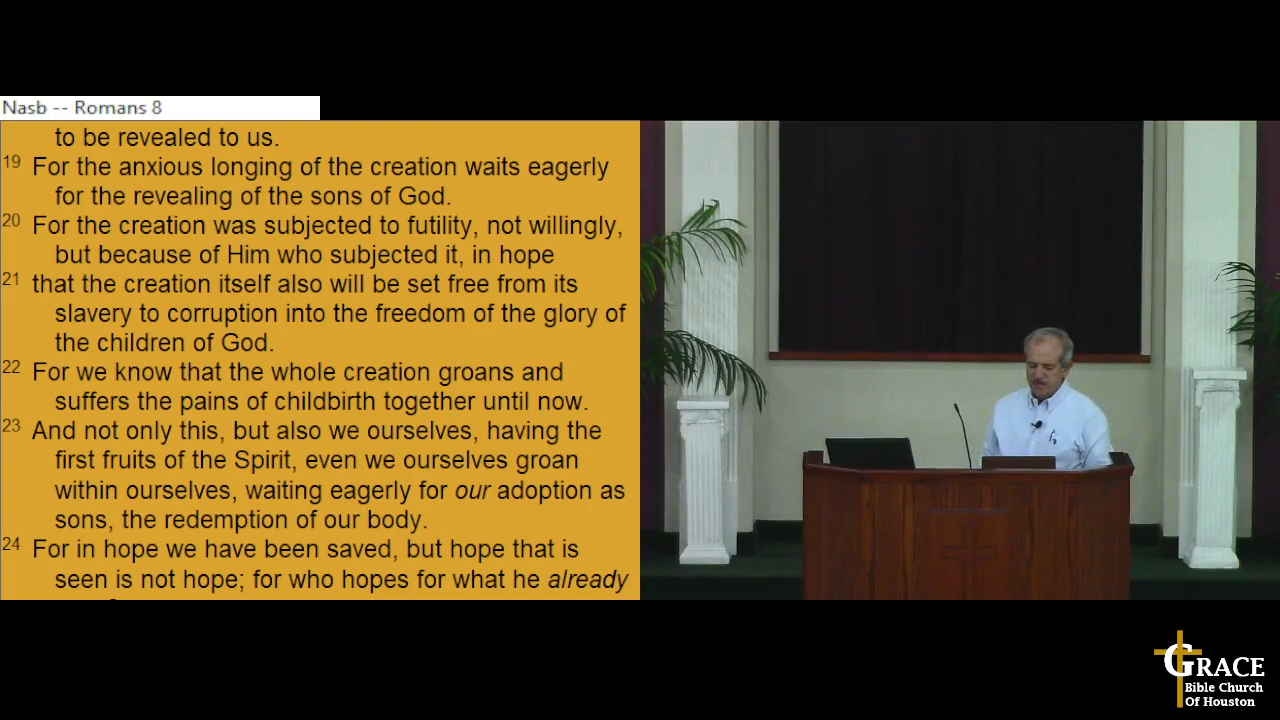 Nasb -- Romans 8
to be revealed to us.
19 For the anxious longing of the creation waits eagerly
for the revealing of the sons of God.
20 For the creation was subjected to futility, not willingly,
but because of Him who subjected it, in hope
21 that the creation itself also will be set free from its
slavery to corruption into the freedom of the glory of
the children of God.
22 For we know that the whole creation groans and
suffers the pains of childbirth together until now.
23 And not only this, but also we ourselves, having the
first fruits of the Spirit, even we ourselves groan
within ourselves, waiting eagerly for our adoption as
sons, the redemption of our body.
24 For in hope we have been saved, but hope that is
seen is not hope; for who hopes for what he already
GRACE
Bible Church
Of Houston